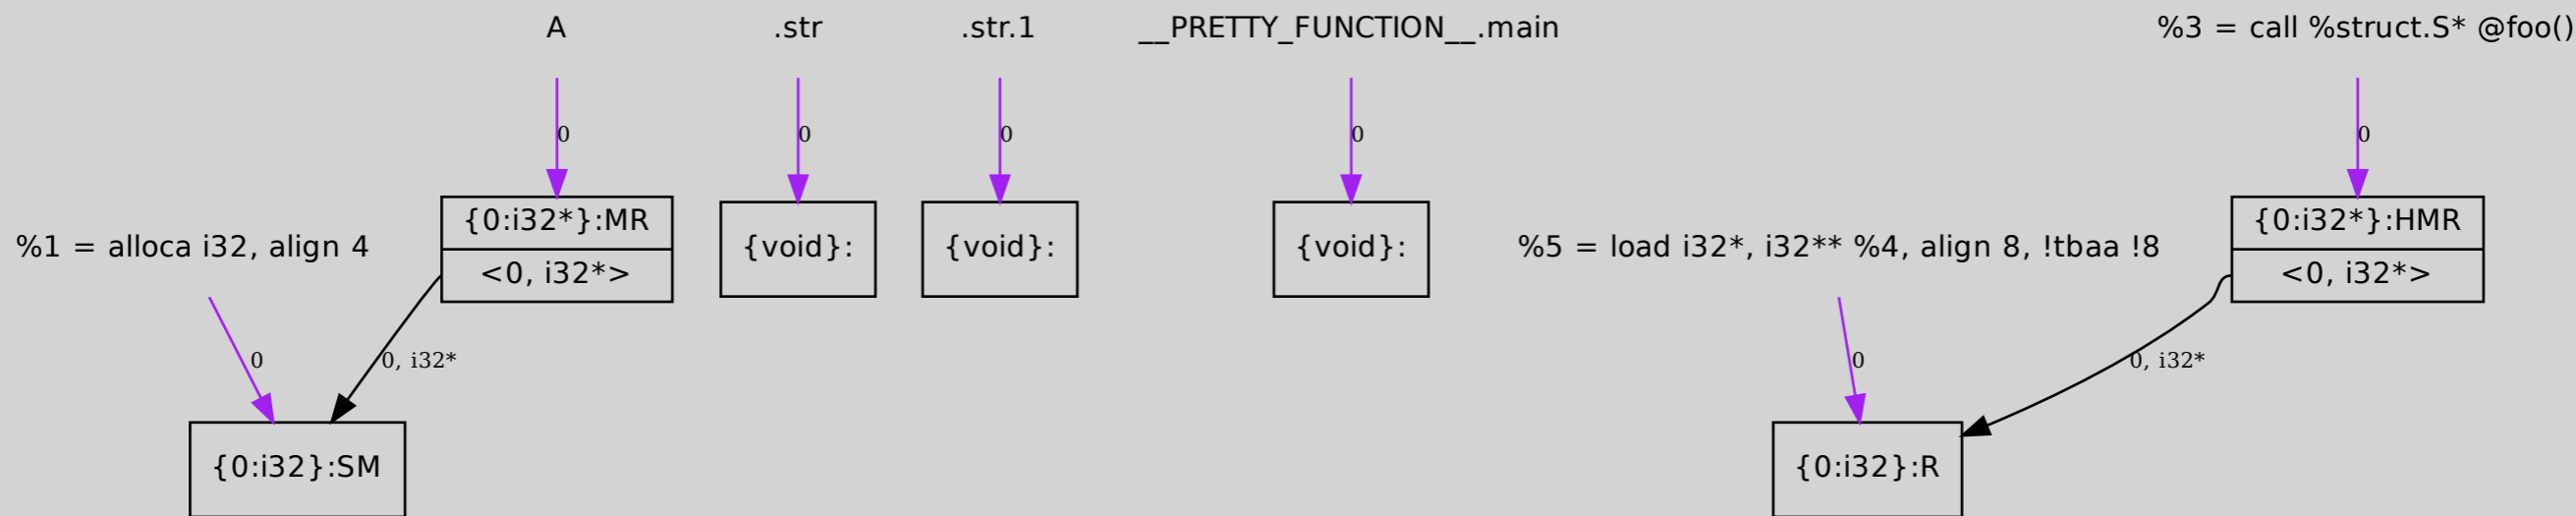 A
.str
.str.1
__PRETTY_FUNCTION__.main
%3 = call %struct.S* @foo()
0
0
0
0
0
%1 = alloca i32, align 4
{0:i32*}:MR
<0, i32*>
{void}:
{void}:
{void}:
%5 = load i32*, i32** %4, align 8, !tbaa !8
{0:i32*}:HMR
<0, i32*>
0
0, i32*
0
0, i32*
{0:i32}:SM
{0:i32}:R